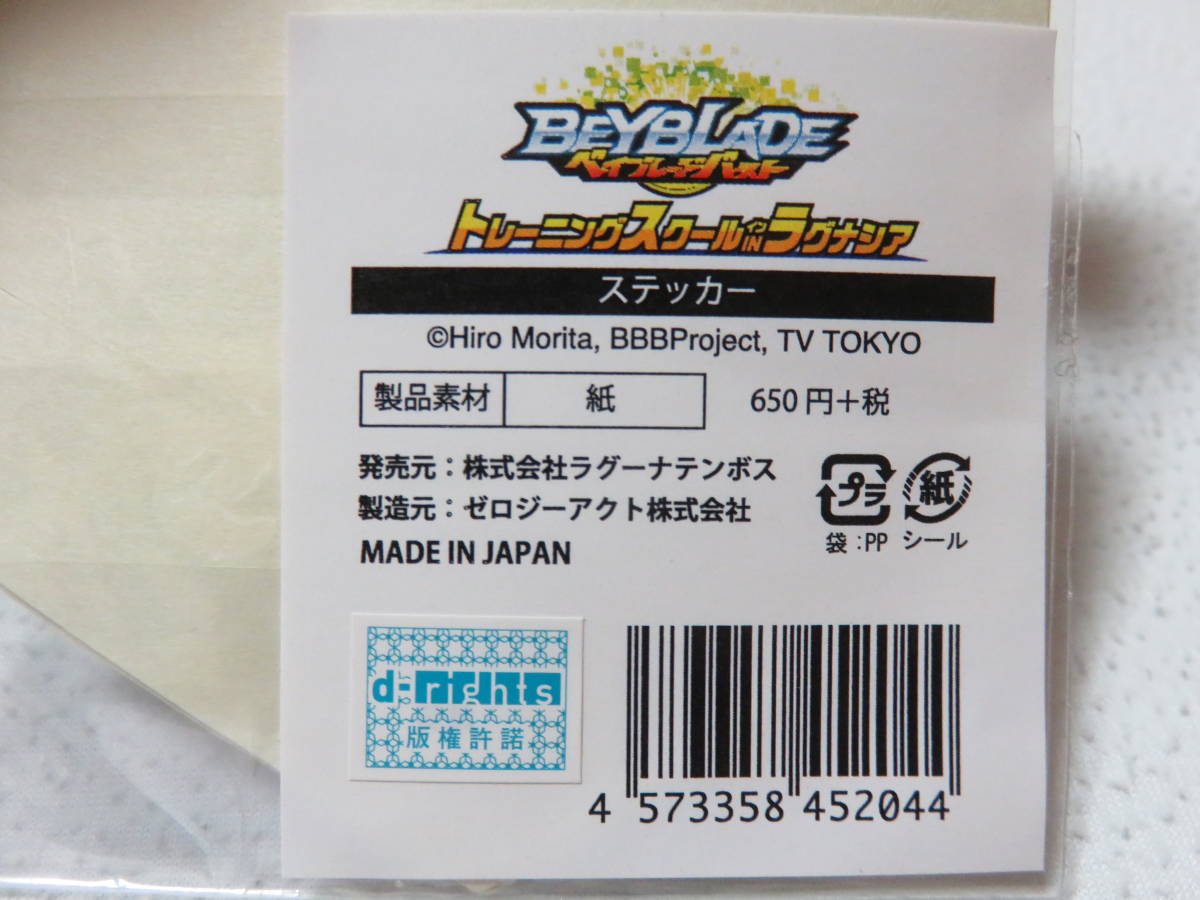 BEYBLADE
ベイブレードバースト
トレーニングスクールイン IN ラグナシア
ステッカー
©Hiro Morita, BBBProject, TV TOKYO
製品素材 紙 650円+税
発売元：株式会社ラグーナテンボス
製造元：ゼロジーアクト株式会社
MADE IN JAPAN
プラ 紙
袋：PP シール
d-rights
版権許諾
4 573358 452044